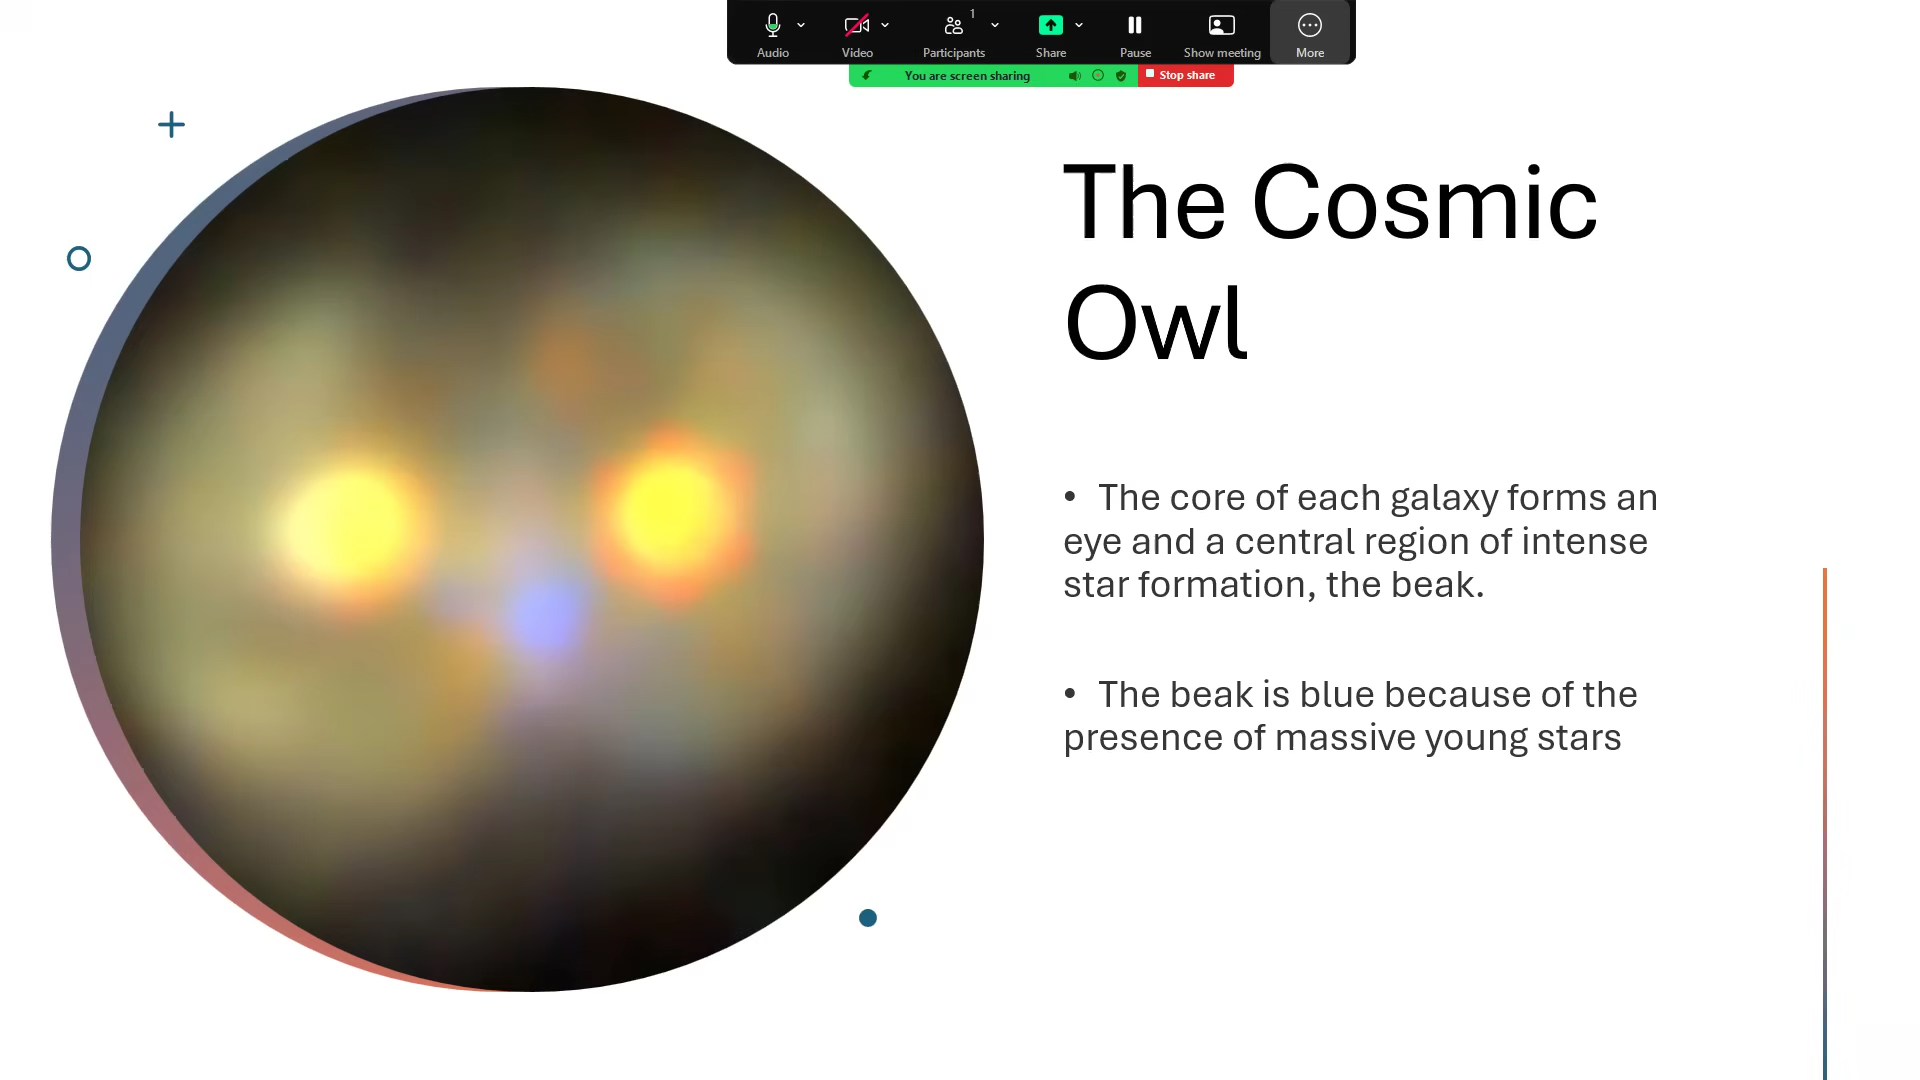 1
Audio
Video
Participants
Share
Pause
Show meeting
More
You are screen sharing
Stop share
The Cosmic
Owl
• The core of each galaxy forms an
eye and a central region of intense
star formation, the beak.
• The beak is blue because of the
presence of massive young stars